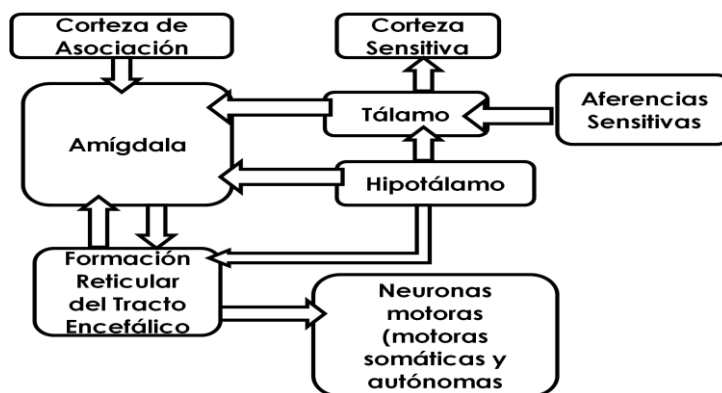 Corteza de
Asociación
Corteza
Sensitiva
Amígdala
Tálamo
Aferencias
Sensitivas
Hipotálamo
Formación
Reticular
del Tracto
Encefálico
Neuronas
motoras
(motoras
somáticas y
autónomas